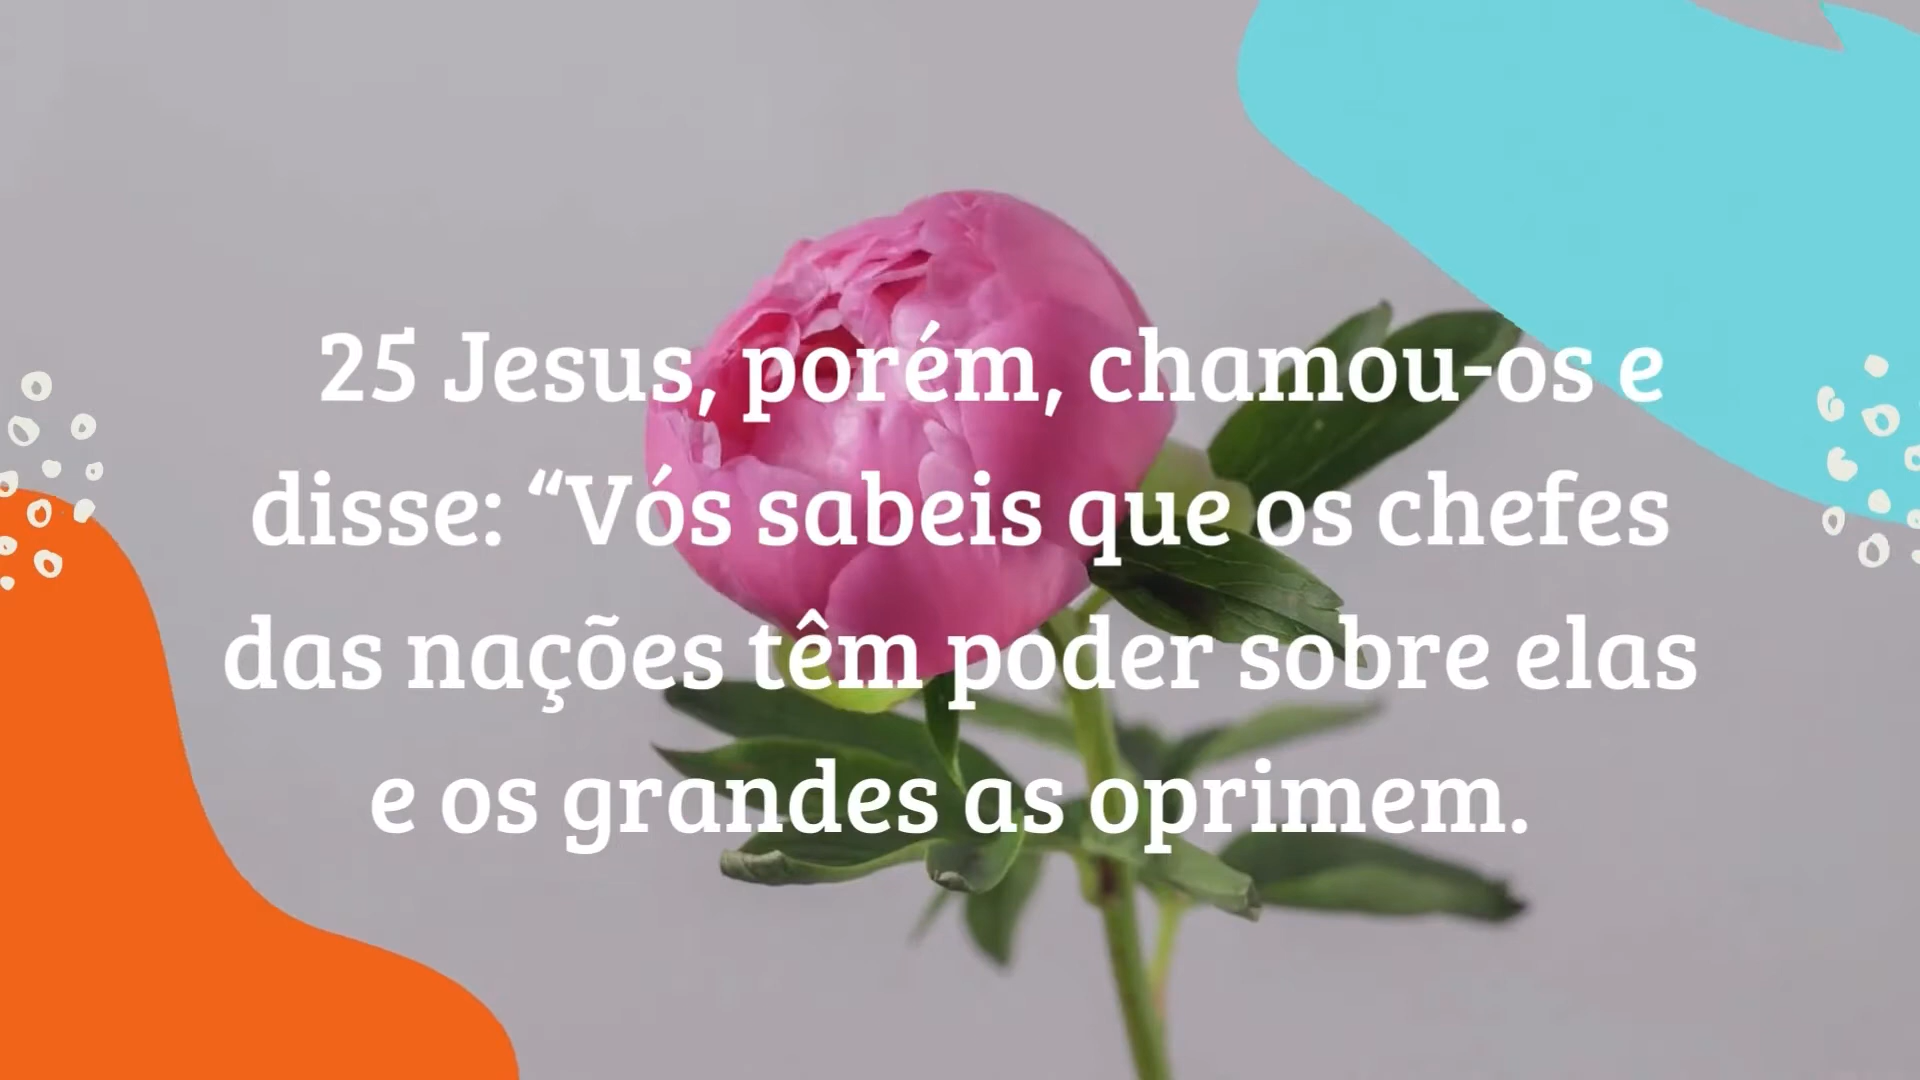 25 Jesus, porém, chamou-os e
disse: “Vós sabeis que os chefes
das nações têm poder sobre elas
e os grandes as oprimem.